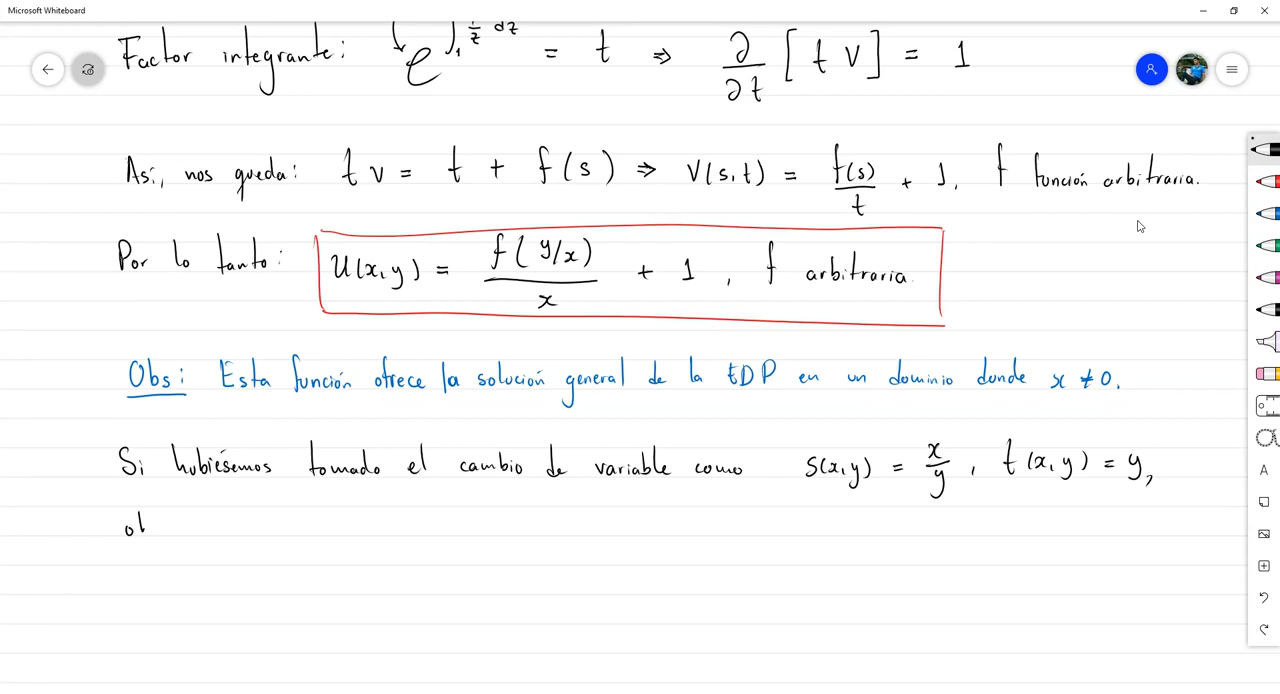 Microsoft Whiteboard
Factor integrante: e^{∫_1^t 1/z dz} = t ⇒ ∂/∂t [t v] = 1
Así, nos queda: t v = t + f(s) ⇒ v(s,t) = f(s)/t + 1, f función arbitraria.
Por lo tanto: u(x,y) = f(y/x)/x + 1, f arbitraria.
Obs: Esta función ofrece la solución general de la EDP en un dominio donde x ≠ 0.
Si hubiésemos tomado el cambio de variable como s(x,y) = x/y, t(x,y) = y,
ob
A